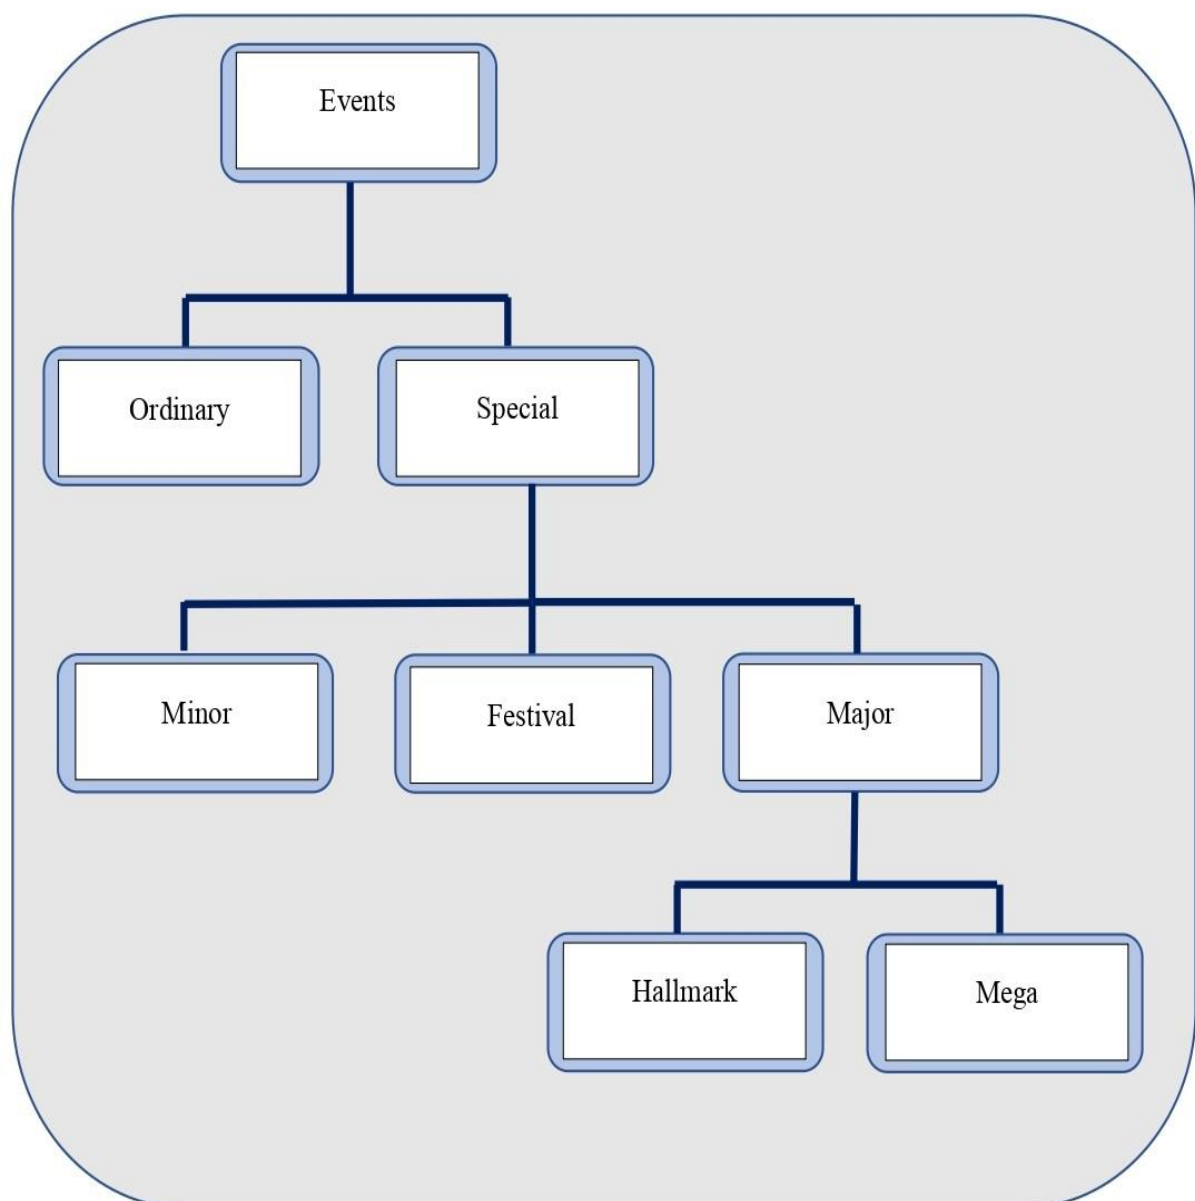 Events
Ordinary
Special
Minor
Festival
Major
Hallmark
Mega